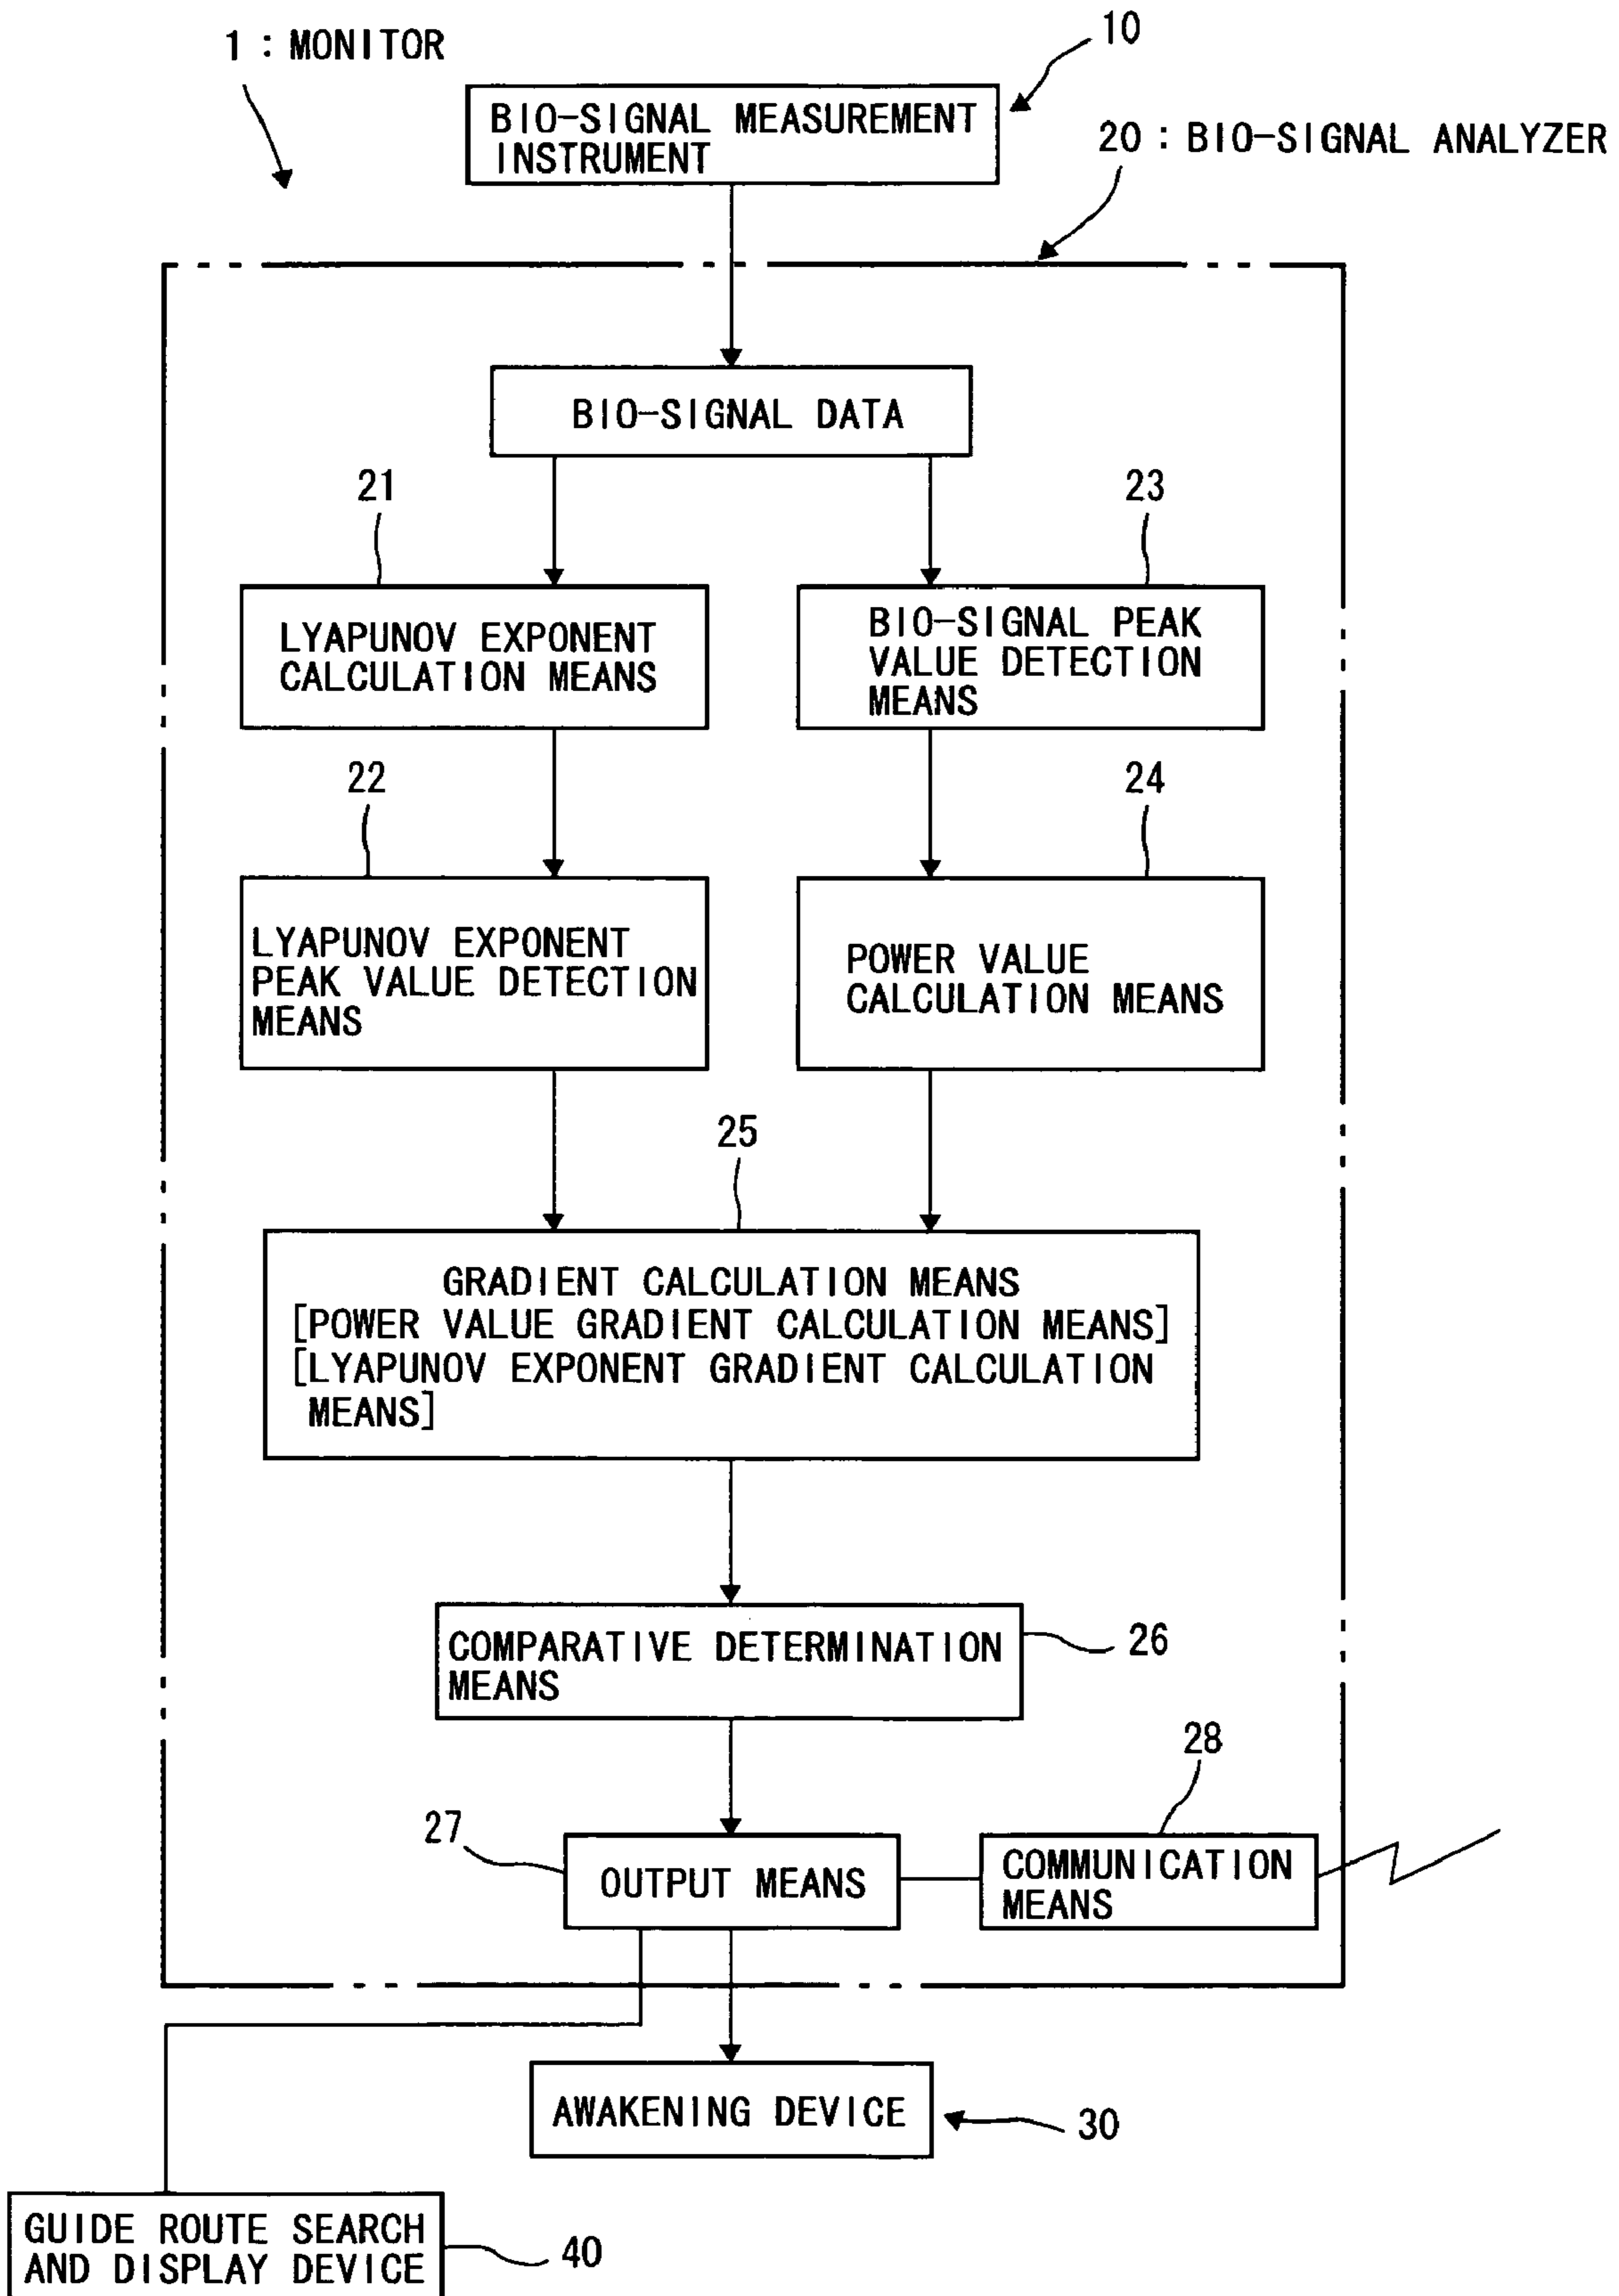 1 : MONITOR
10
BIO-SIGNAL MEASUREMENT
INSTRUMENT
20 : BIO-SIGNAL ANALYZER
BIO-SIGNAL DATA
21
23
LYAPUNOV EXPONENT
CALCULATION MEANS
BIO-SIGNAL PEAK
VALUE DETECTION
MEANS
22
24
LYAPUNOV EXPONENT
PEAK VALUE DETECTION
MEANS
POWER VALUE
CALCULATION MEANS
25
GRADIENT CALCULATION MEANS
[POWER VALUE GRADIENT CALCULATION MEANS]
[LYAPUNOV EXPONENT GRADIENT CALCULATION
MEANS]
COMPARATIVE DETERMINATION
MEANS
26
28
27
OUTPUT MEANS
COMMUNICATION
MEANS
AWAKENING DEVICE
30
GUIDE ROUTE SEARCH
AND DISPLAY DEVICE
40